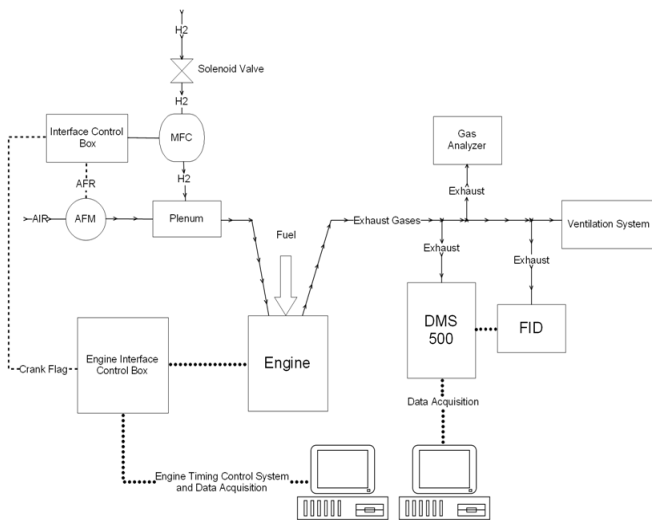 H2
Solenoid Valve
H2
Interface Control
Box
MFC
Gas
Analyzer
AFR
H2
Exhaust
AIR
AFM
Plenum
Exhaust Gases
Ventilation System
Fuel
Exhaust
Exhaust
DMS
500
FID
Engine Interface
Control Box
Engine
Crank Flag
Data Acquisition
Engine Timing Control System
and Data Acquisition